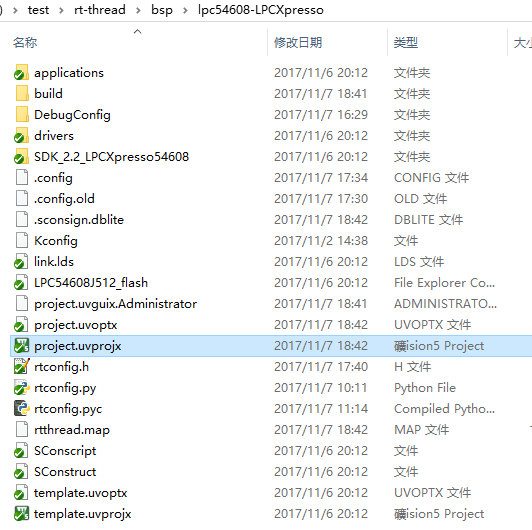 ) › test › rt-thread › bsp › lpc54608-LPCXpresso
名称 修改日期 类型 大小
applications 2017/11/6 20:12 文件夹
build 2017/11/7 18:41 文件夹
DebugConfig 2017/11/7 16:29 文件夹
drivers 2017/11/6 20:12 文件夹
SDK_2.2_LPCXpresso54608 2017/11/6 20:12 文件夹
.config 2017/11/7 17:34 CONFIG 文件
.config.old 2017/11/7 17:30 OLD 文件
.sconsign.dblite 2017/11/7 18:42 DBLITE 文件
Kconfig 2017/11/2 14:38 文件
link.lds 2017/11/6 20:12 LDS 文件
LPC54608J512_flash 2017/11/6 20:12 File Explorer Co...
project.uvguix.Administrator 2017/11/7 18:41 ADMINISTRATO...
project.uvoptx 2017/11/7 18:42 UVOPTX 文件
project.uvprojx 2017/11/7 18:42 礦ision5 Project
rtconfig.h 2017/11/7 17:40 H 文件
rtconfig.py 2017/11/7 10:11 Python File
rtconfig.pyc 2017/11/7 11:14 Compiled Pytho...
rtthread.map 2017/11/7 18:42 MAP 文件
SConscript 2017/11/6 20:12 文件
SConstruct 2017/11/6 20:12 文件
template.uvoptx 2017/11/6 20:12 UVOPTX 文件
template.uvprojx 2017/11/6 20:12 礦ision5 Project